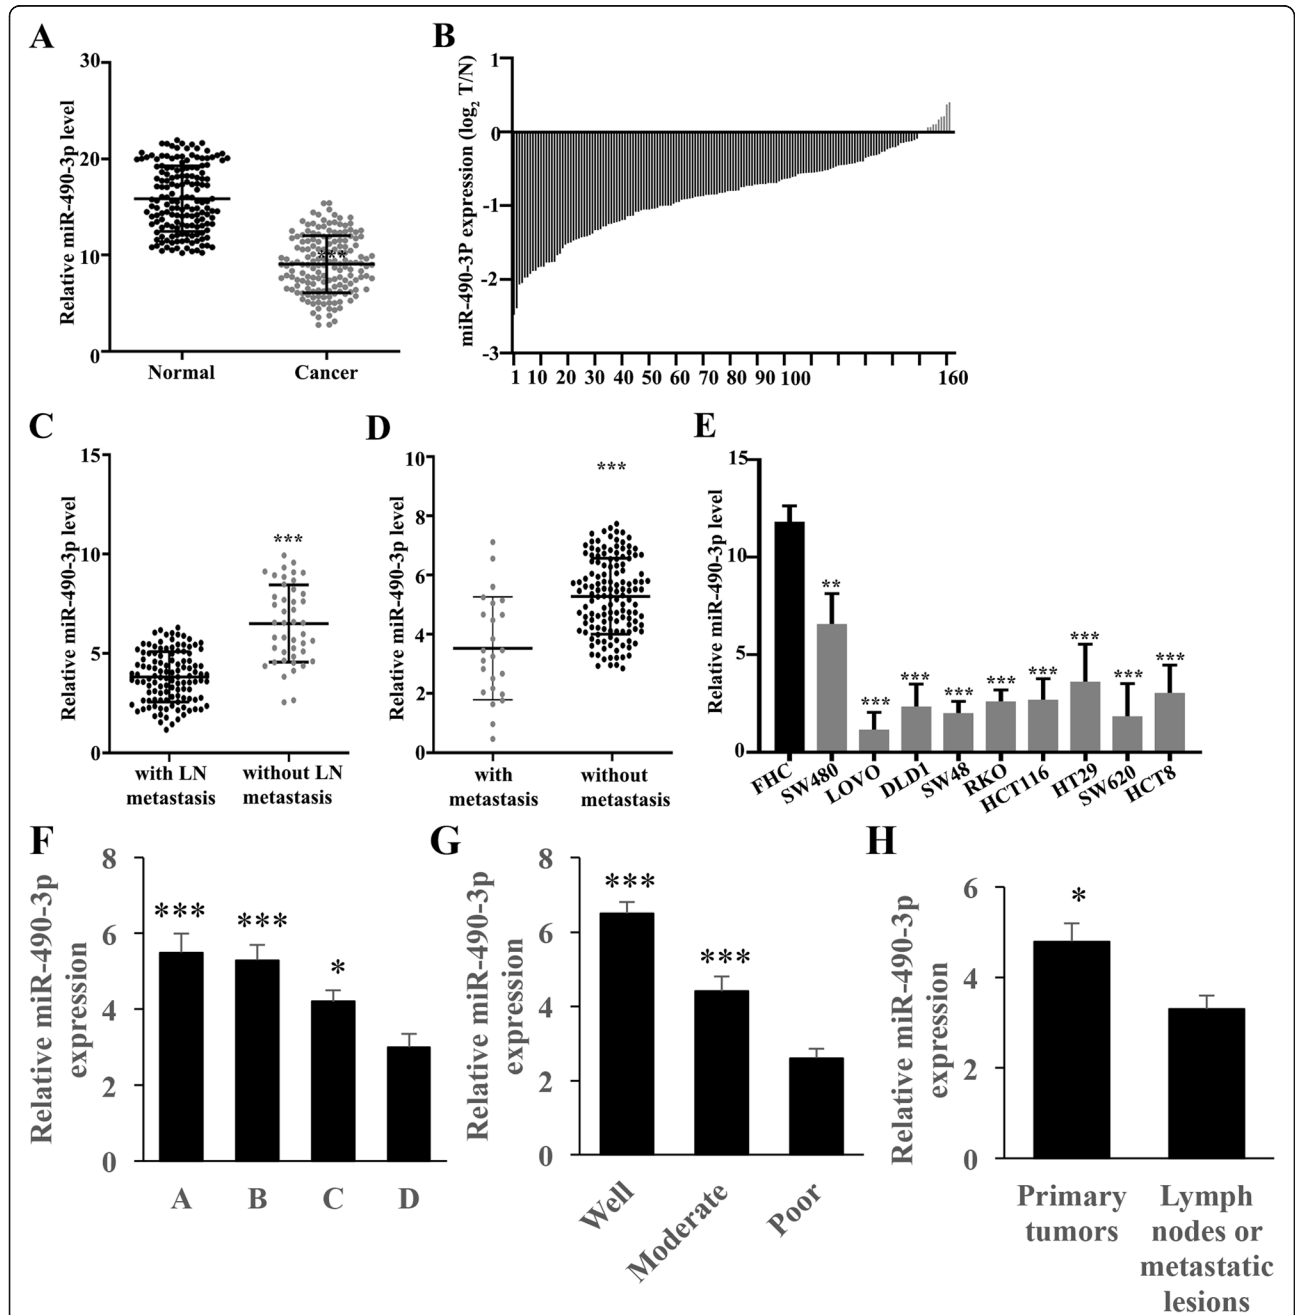 A
Relative miR-490-3p level
30
20
10
0
***
Normal
Cancer
B
miR-490-3P expression (log2 T/N)
1
0
-1
-2
-3
1 10 20 30 40 50 60 70 80 90 100 160
C
Relative miR-490-3p level
15
10
5
0
***
with LN
metastasis
without LN
metastasis
D
Relative miR-490-3p level
10
8
6
4
2
0
***
with
metastasis
without
metastasis
E
Relative miR-490-3p level
15
10
5
0
**
***
***
***
***
***
***
***
***
FHC
SW480
LOVO
DLD1
SW48
RKO
HCT116
HT29
SW620
HCT8
F
Relative miR-490-3p
expression
8
6
4
2
0
***
***
*
A
B
C
D
G
Relative miR-490-3p
expression
8
6
4
2
0
***
***
Well
Moderate
Poor
H
Relative miR-490-3p
expression
6
4
2
0
*
Primary
tumors
Lymph
nodes or
metastatic
lesions